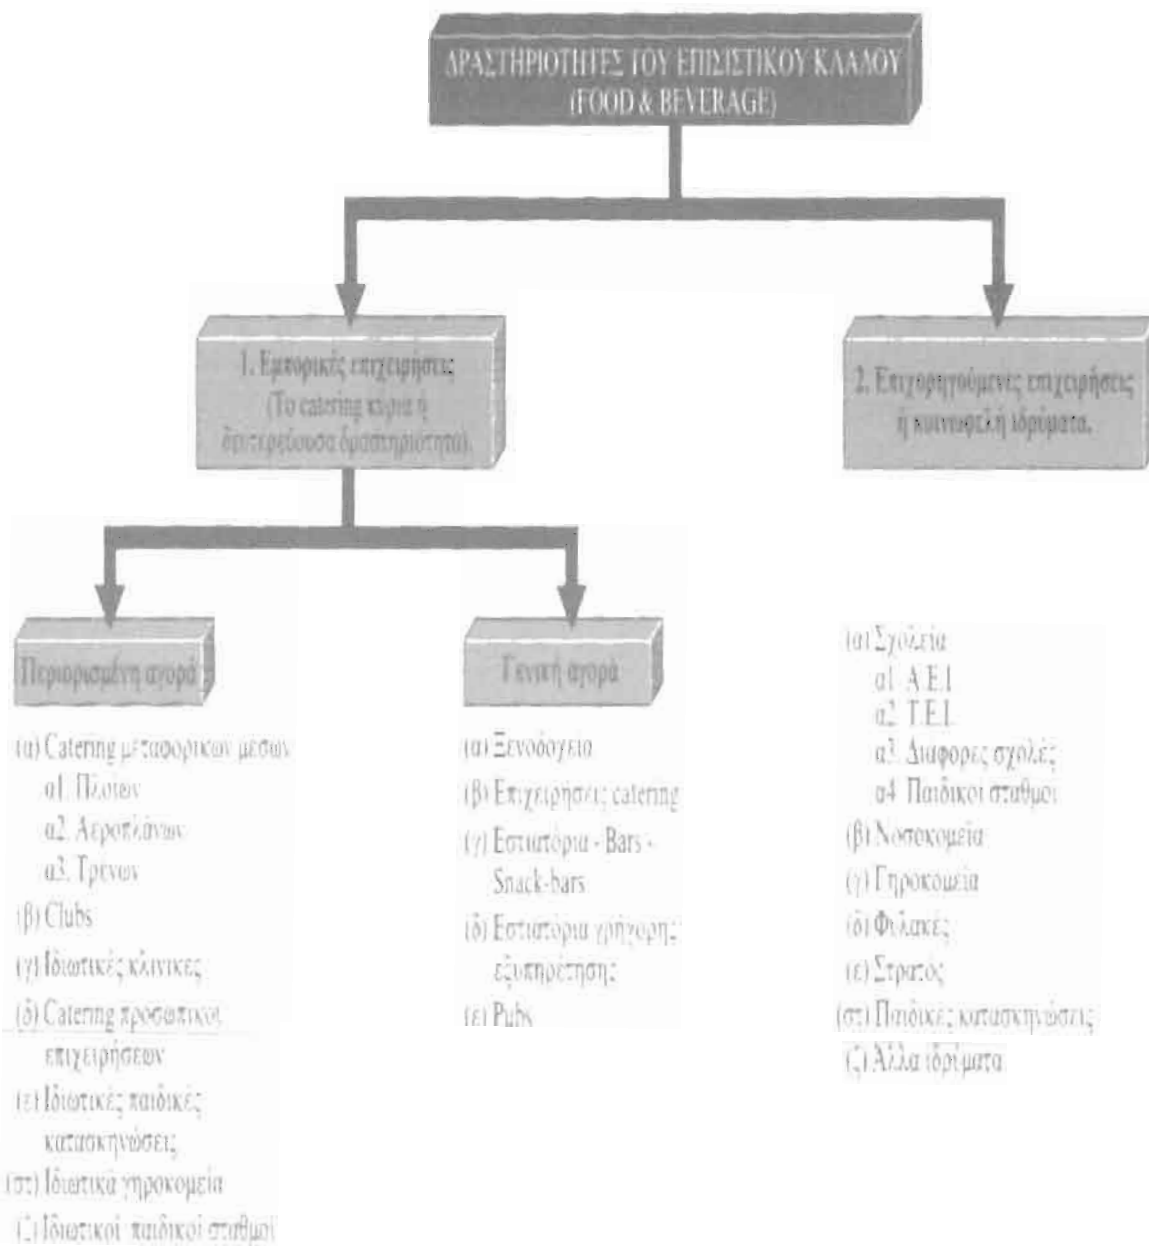 ΔΡΑΣΤΗΡΙΟΤΗΤΕΣ ΤΟΥ ΕΠΙΣΙΣΤΙΚΟΥ ΚΛΑΔΟΥ
(FOOD & BEVERAGE)
1. Εμπορικές επιχειρήσεις
(Το catering κύρια ή
δευτερεύουσα δραστηριότητα).
2. Επιχορηγούμενες επιχειρήσεις
ή κοινωφελή ιδρύματα.
Περιορισμένη αγορά
(α) Catering μεταφορικών μέσων
α1. Πλοίων
α2. Αεροπλάνων
α3. Τρένων
(β) Clubs
(γ) Ιδιωτικές κλινικές
(δ) Catering προσωπικού
επιχειρήσεων
(ε) Ιδιωτικές παιδικές
κατασκηνώσεις
(στ) Ιδιωτικά γηροκομεία
(ζ) Ιδιωτικοί παιδικοί σταθμοί
Γενική αγορά
(α) Ξενοδοχεία
(β) Επιχειρήσεις catering
(γ) Εστιατόρια - Bars -
Snack-bars
(δ) Εστιατόρια γρήγορης
εξυπηρέτησης
(ε) Pubs
(α) Σχολεία
α1. Α.Ε.Ι.
α2. Τ.Ε.Ι.
α3. Διάφορες σχολές
α4. Παιδικοί σταθμοί
(β) Νοσοκομεία
(γ) Γηροκομεία
(δ) Φυλακές
(ε) Στρατός
(στ) Παιδικές κατασκηνώσεις
(ζ) Άλλα ιδρύματα